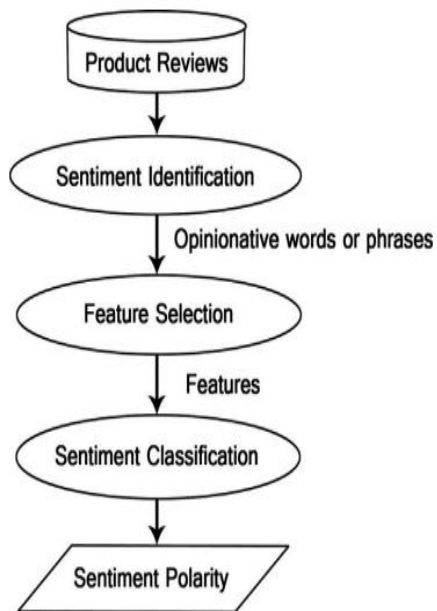 Product Reviews
Sentiment Identification
Opinionative words or phrases
Feature Selection
Features
Sentiment Classification
Sentiment Polarity